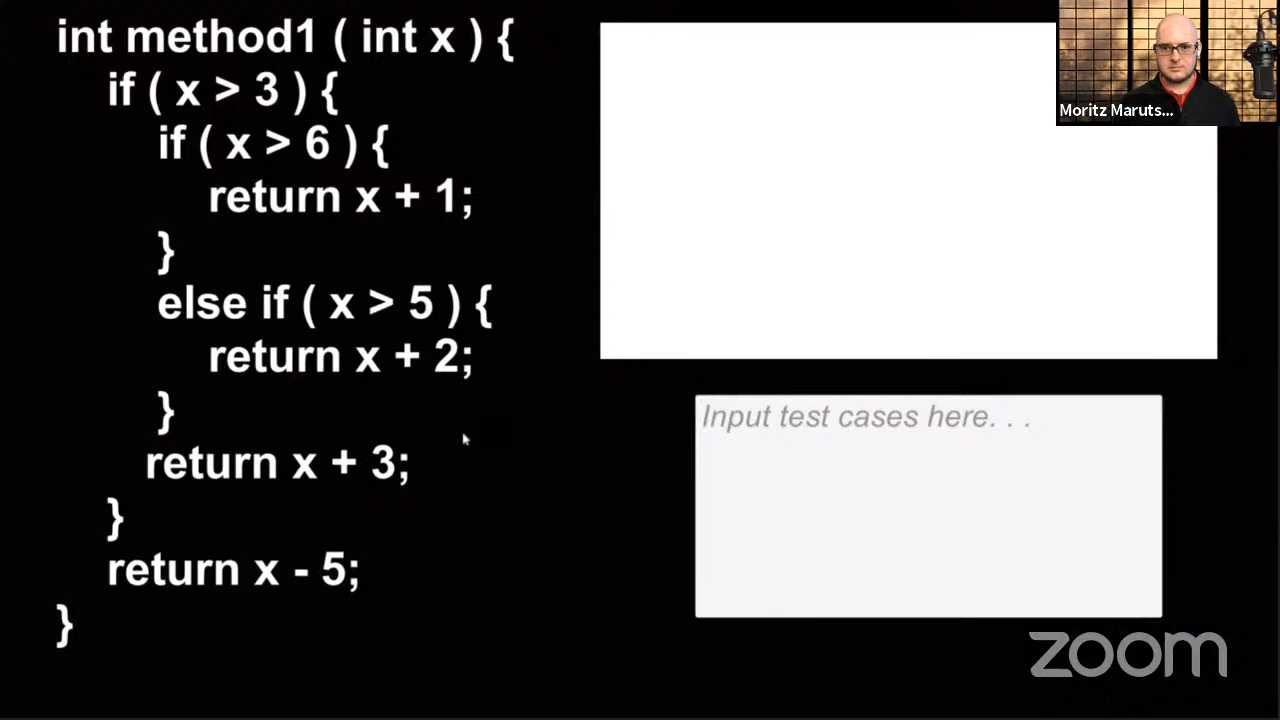 int method1 ( int x ) {
if ( x > 3 ) {
if ( x > 6 ) {
return x + 1;
}
else if ( x > 5 ) {
return x + 2;
}
return x + 3;
}
return x - 5;
}
Moritz Maruts...
Input test cases here. . .
zoom